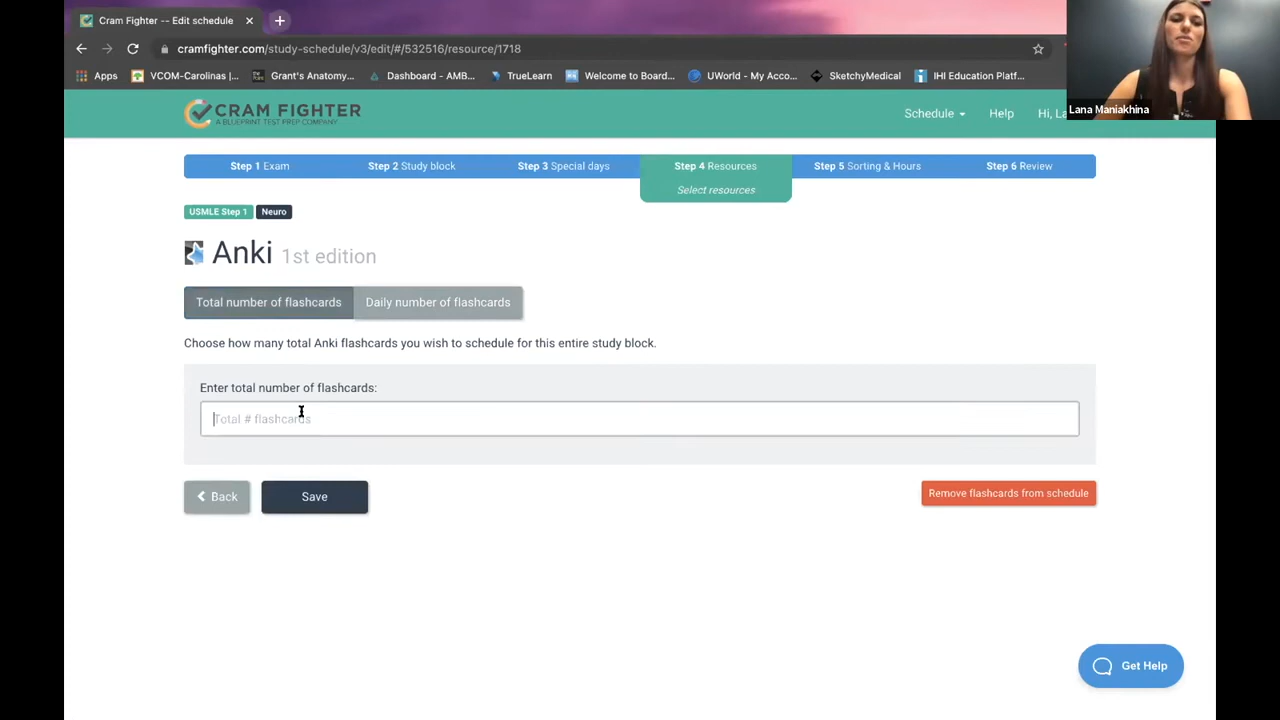 Cram Fighter -- Edit schedule
cramfighter.com/study-schedule/v3/edit/#/532516/resource/1718
Apps VCOM-Carolinas |... Grant's Anatomy... Dashboard - AMB... TrueLearn Welcome to Board... UWorld - My Acco... SketchyMedical IHI Education Platf...
Lana Maniakhina
CRAM FIGHTER
A BLUEPRINT TEST PREP COMPANY
Schedule Help Hi, La
Step 1 Exam Step 2 Study block Step 3 Special days Step 4 Resources Step 5 Sorting & Hours Step 6 Review
Select resources
USMLE Step 1 Neuro
Anki 1st edition
Total number of flashcards Daily number of flashcards
Choose how many total Anki flashcards you wish to schedule for this entire study block.
Enter total number of flashcards:
Total # flashcards
Back Save Remove flashcards from schedule
Get Help